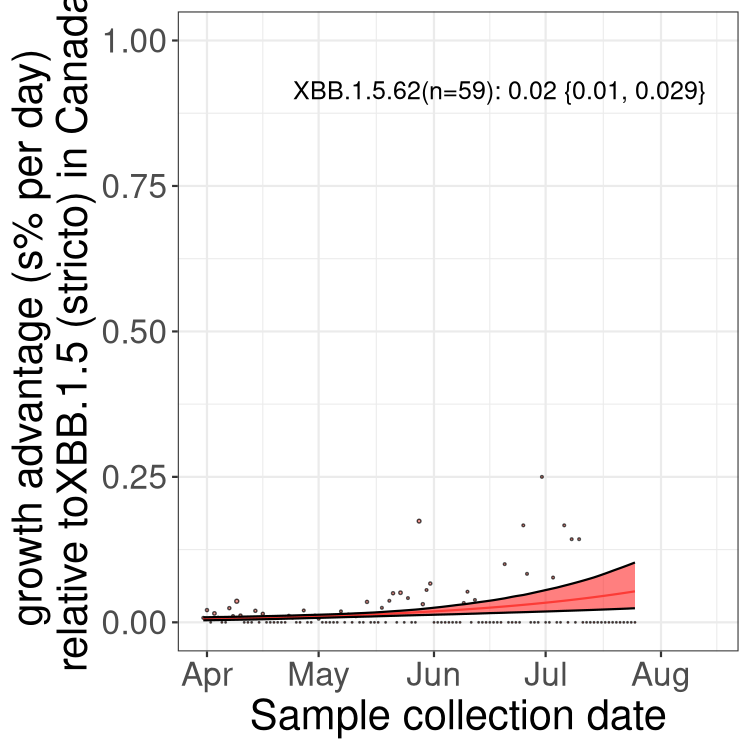 growth advantage (s% per day)
relative toXBB.1.5 (stricto) in Canada
1.00
0.75
0.50
0.25
0.00
XBB.1.5.62(n=59): 0.02 {0.01, 0.029}
Apr May Jun Jul Aug
Sample collection date